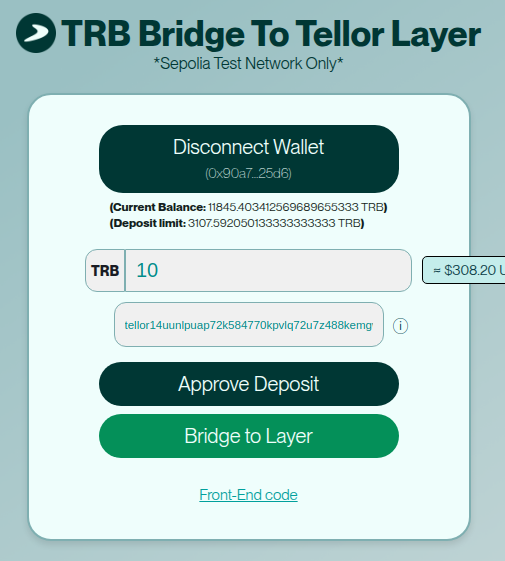 TRB Bridge To Tellor Layer
*Sepolia Test Network Only*
Disconnect Wallet
(0x90a7...25d6)
(Current Balance: 11845.403412569689655333 TRB)
(Deposit limit: 3107.592050133333333333 TRB)
TRB 10 ≈ $308.20 U
tellor14uunlpuap72k584770kpvlq72u7z488kemg
i
Approve Deposit
Bridge to Layer
Front-End code